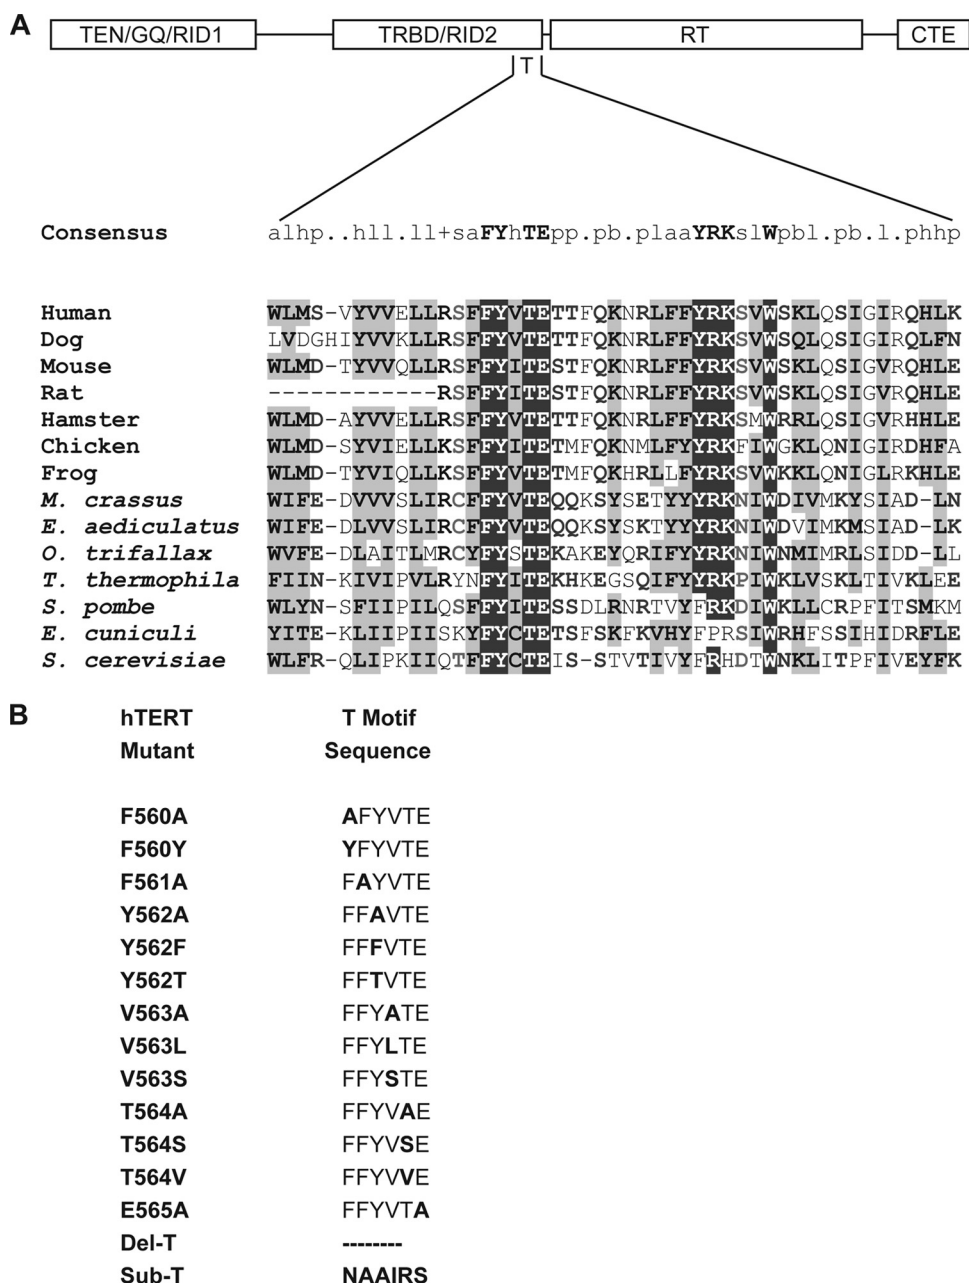 A
TEN/GQ/RID1 TRBD/RID2 RT CTE
T
Consensus alhp..hll.ll+saFYhTEpp.pb.plaaYRKslWpbl.pb.l.phhp
Human WLMS-VYVVELLRSFFYVTETTFQKNRLFFYRKSVWSKLQSIGIRQHLK
Dog LVDGHIYVVKLLRSFFYVTETTFQKNRLFFYRKSVWSQLQSIGIRQLFN
Mouse WLMD-TYVVQLLRSFFYITESTFQKNRLFFYRKSVWSKLQSIGVRQHLE
Rat ------------RSFFYITESTFQKNRLFFYRKSVWSKLQSIGVRQHLE
Hamster WLMD-AYVVELLKSFFYVTETTFQKNRLFFYRKSMWRRLQSIGVRHHLE
Chicken WLMD-SYVIELLKSFFYITETMFQKNMLFYYRKFIWGKLQNIGIRDHFA
Frog WLMD-TYVIQLLKSFFYVTETMFQKHRLLFYRKSVWKKLQNIGLRKHLE
M. crassus WIFE-DVVVSLIRCFFYVTEQQKSYSETYYYRKNIWDIVMKYSIAD-LN
E. aediculatus WIFE-DLVVSLIRCFFYVTEQQKSYSKTYYYRKNIWDVIMKMSIAD-LK
O. trifallax WVFE-DLAITLMRCYFYSTEKAKEYQRIFYYRKNIWNMIMRLSIDD-LL
T. thermophila FIIN-KIVIPVLRYNFYITEKHKEGSQIFYYRKPIWKLVSKLTIVKLEE
S. pombe WLYN-SFIIPILQSFFYITESSDLRNRTVYFRKDIWKLLCRPFITSMKM
E. cuniculi YITE-KLIIPIISKYFYCTETSFSKFKVHYFPRSIWRHFSSIHIDRFLE
S. cerevisiae WLFR-QLIPKIIQTFFYCTEIS-STVTIVYFRHDTWNKLITPFIVEYFK
B
hTERT T Motif
Mutant Sequence
F560A AFYVTE
F560Y YFYVTE
F561A FAYVTE
Y562A FFAVTE
Y562F FFFVTE
Y562T FFTVTE
V563A FFYATE
V563L FFYLTE
V563S FFYSTE
T564A FFYVAE
T564S FFYVSE
T564V FFYVVE
E565A FFYVTA
Del-T --------
Sub-T NAAIRS